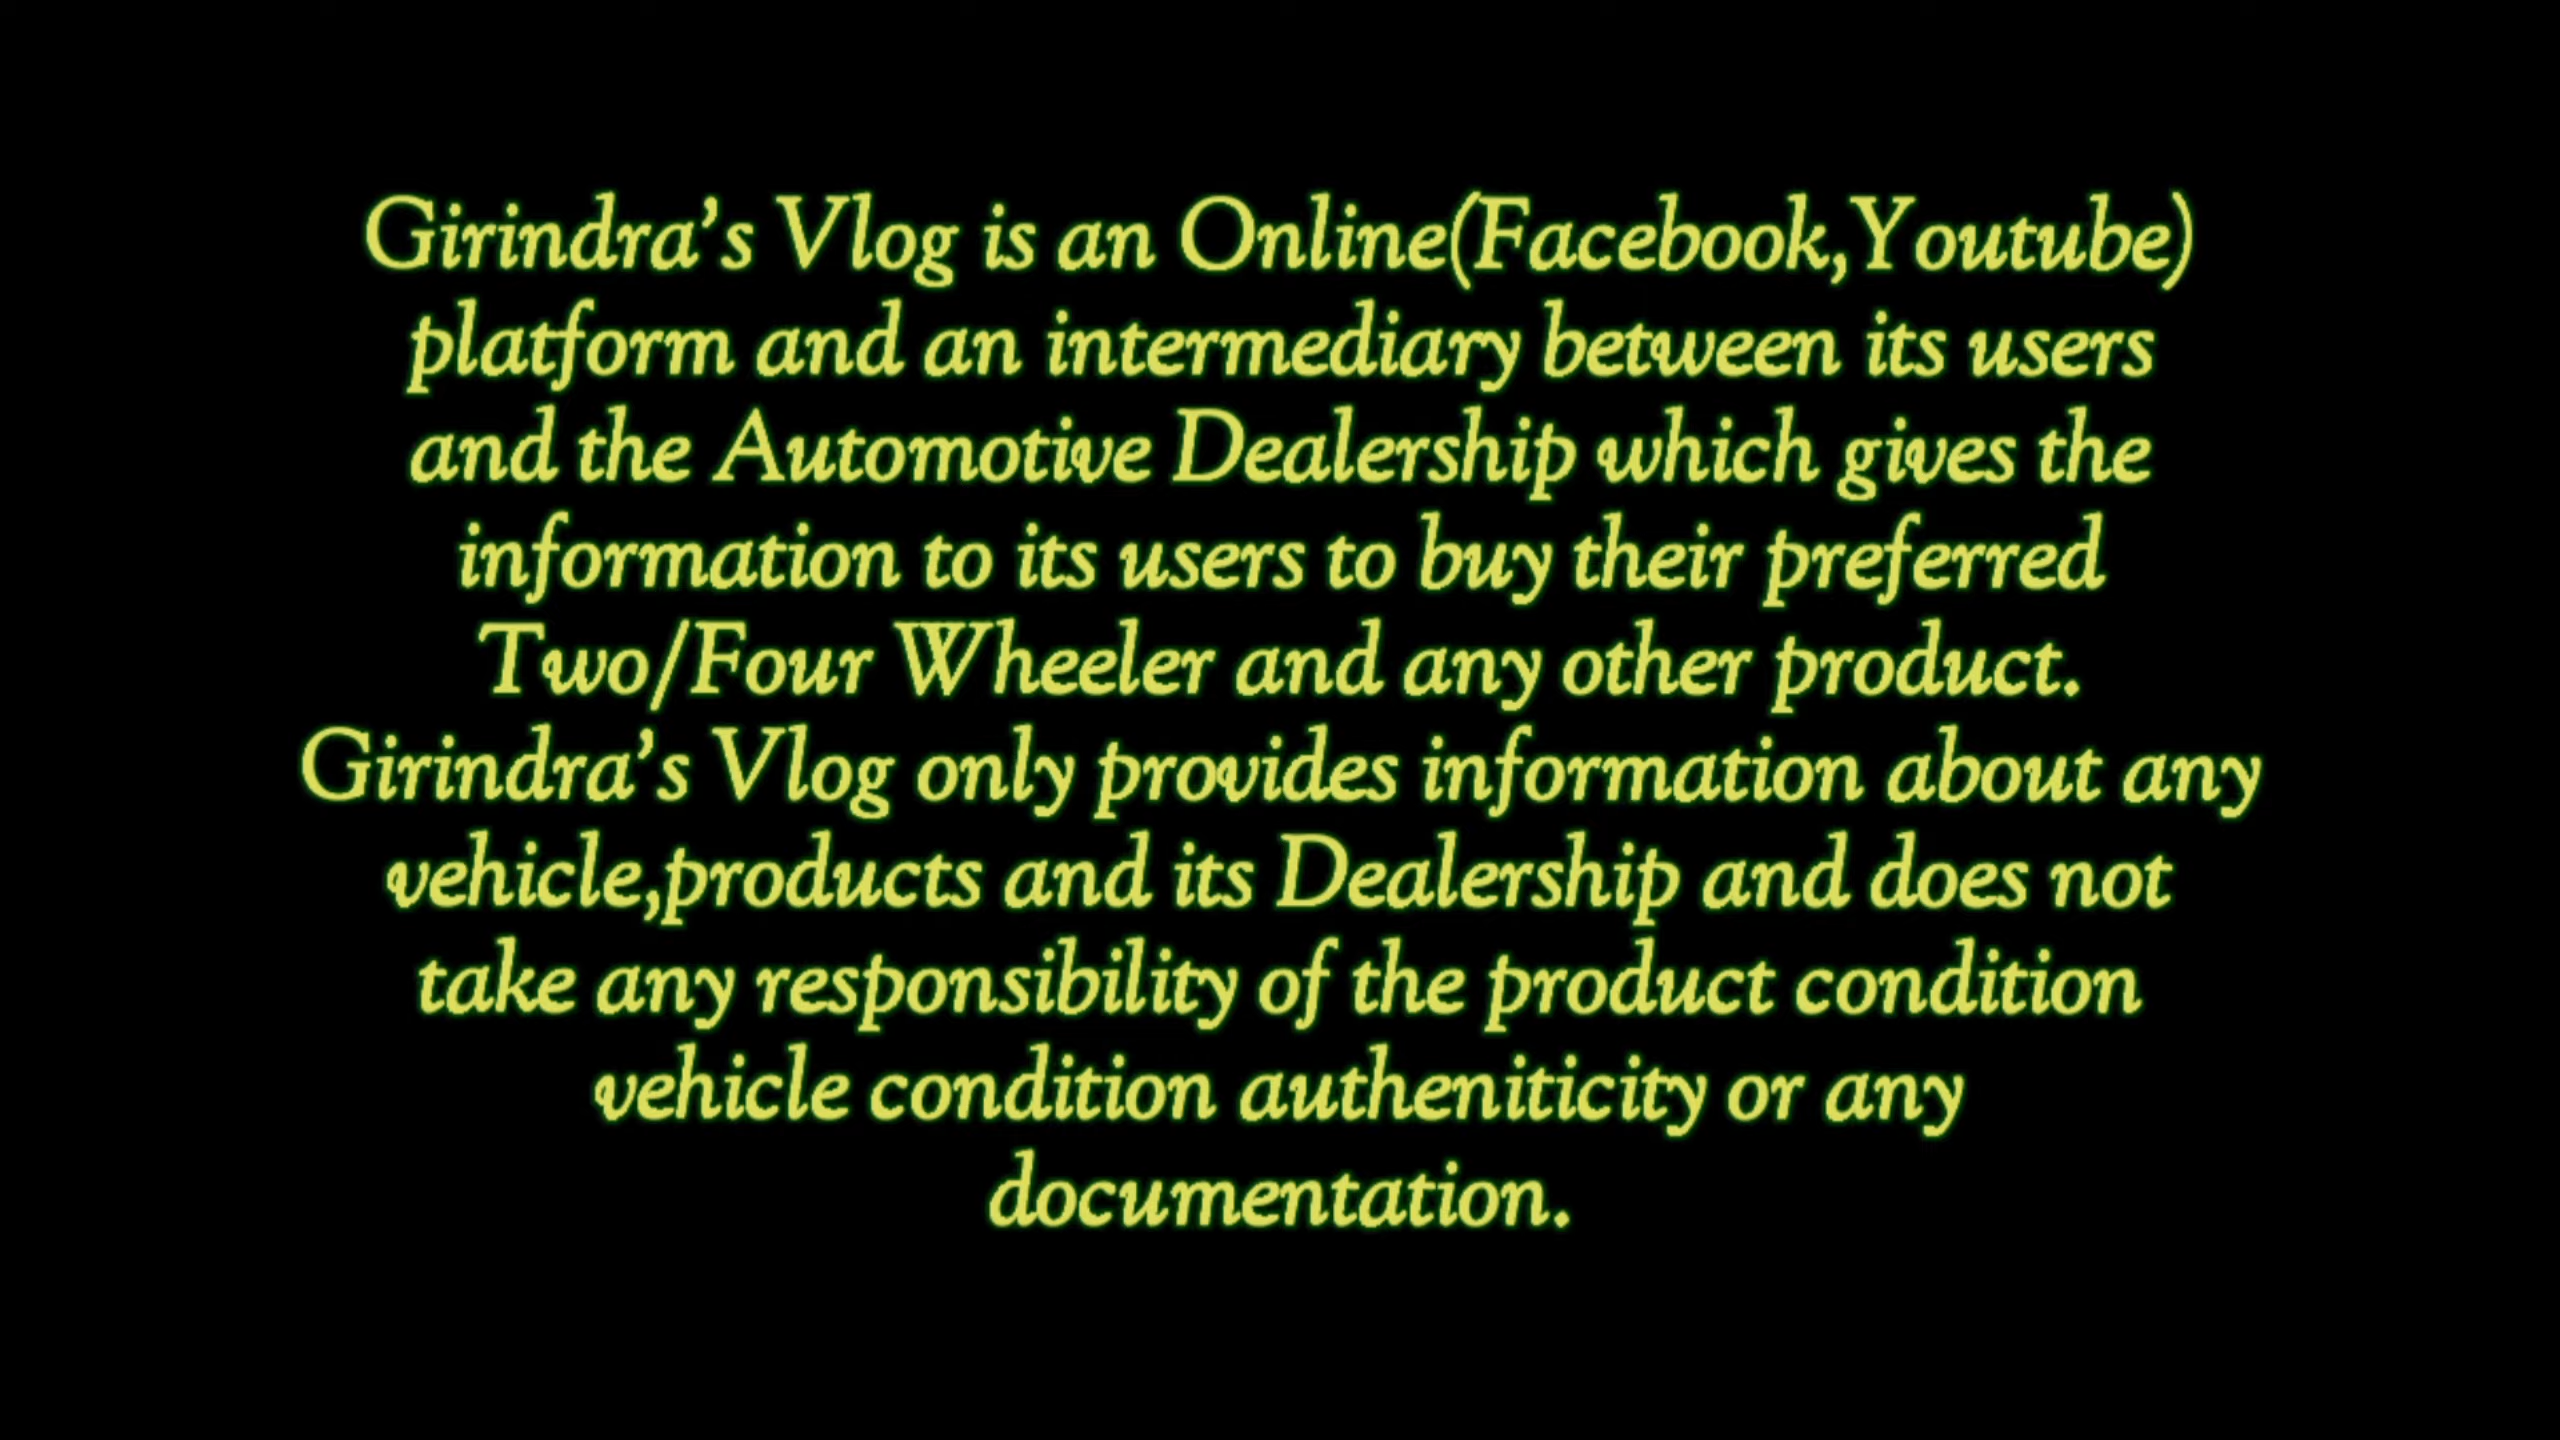 Girindra's Vlog is an Online(Facebook,Youtube)
platform and an intermediary between its users
and the Automotive Dealership which gives the
information to its users to buy their preferred
Two/Four Wheeler and any other product.
Girindra's Vlog only provides information about any
vehicle,products and its Dealership and does not
take any responsibility of the product condition
vehicle condition autheniticity or any
documentation.